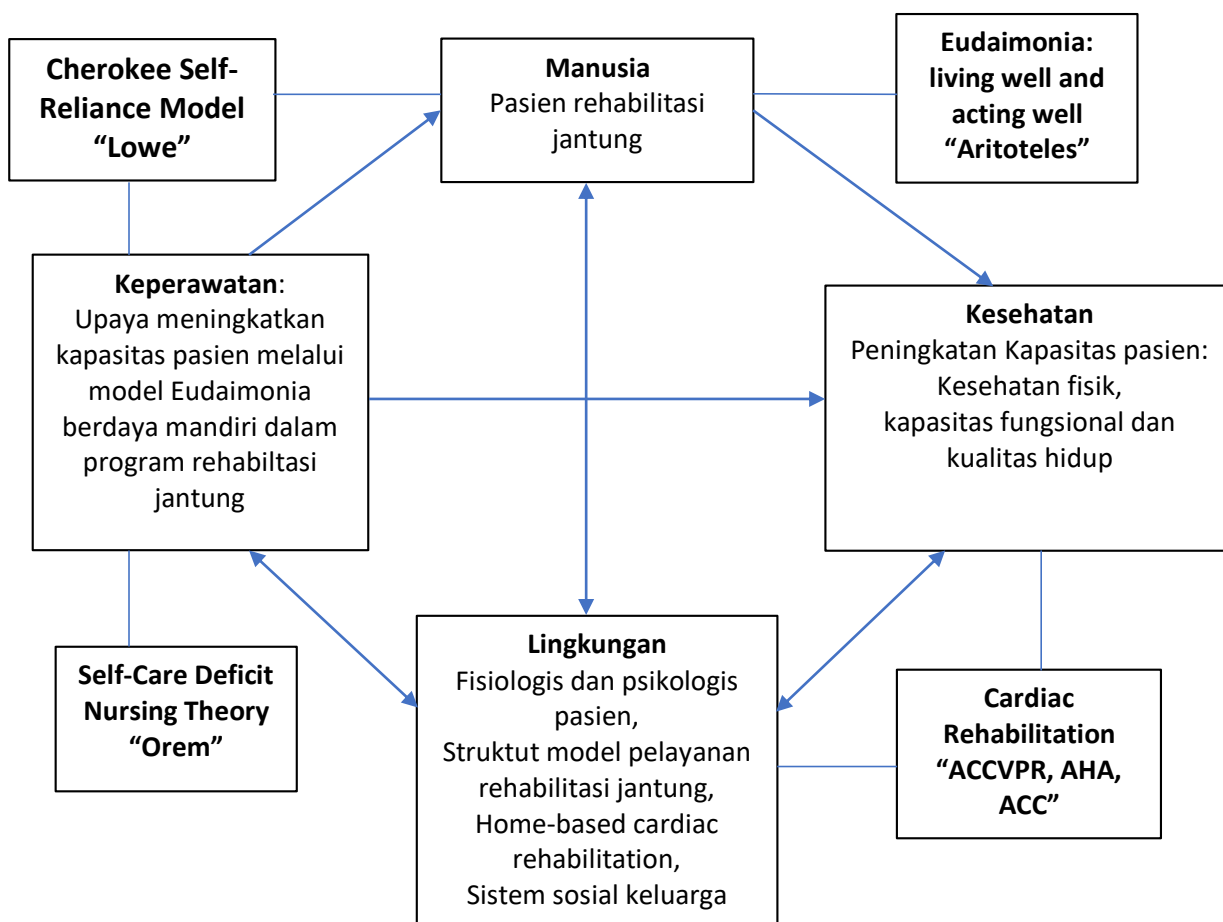 Cherokee Self-
Reliance Model
“Lowe”
Manusia
Pasien rehabilitasi
jantung
Eudaimonia:
living well and
acting well
“Aritoteles”
Keperawatan:
Upaya meningkatkan
kapasitas pasien melalui
model Eudaimonia
berdaya mandiri dalam
program rehabiltasi
jantung
Kesehatan
Peningkatan Kapasitas pasien:
Kesehatan fisik,
kapasitas fungsional dan
kualitas hidup
Self-Care Deficit
Nursing Theory
“Orem”
Lingkungan
Fisiologis dan psikologis
pasien,
Struktut model pelayanan
rehabilitasi jantung,
Home-based cardiac
rehabilitation,
Sistem sosial keluarga
Cardiac
Rehabilitation
“ACCVPR, AHA,
ACC”